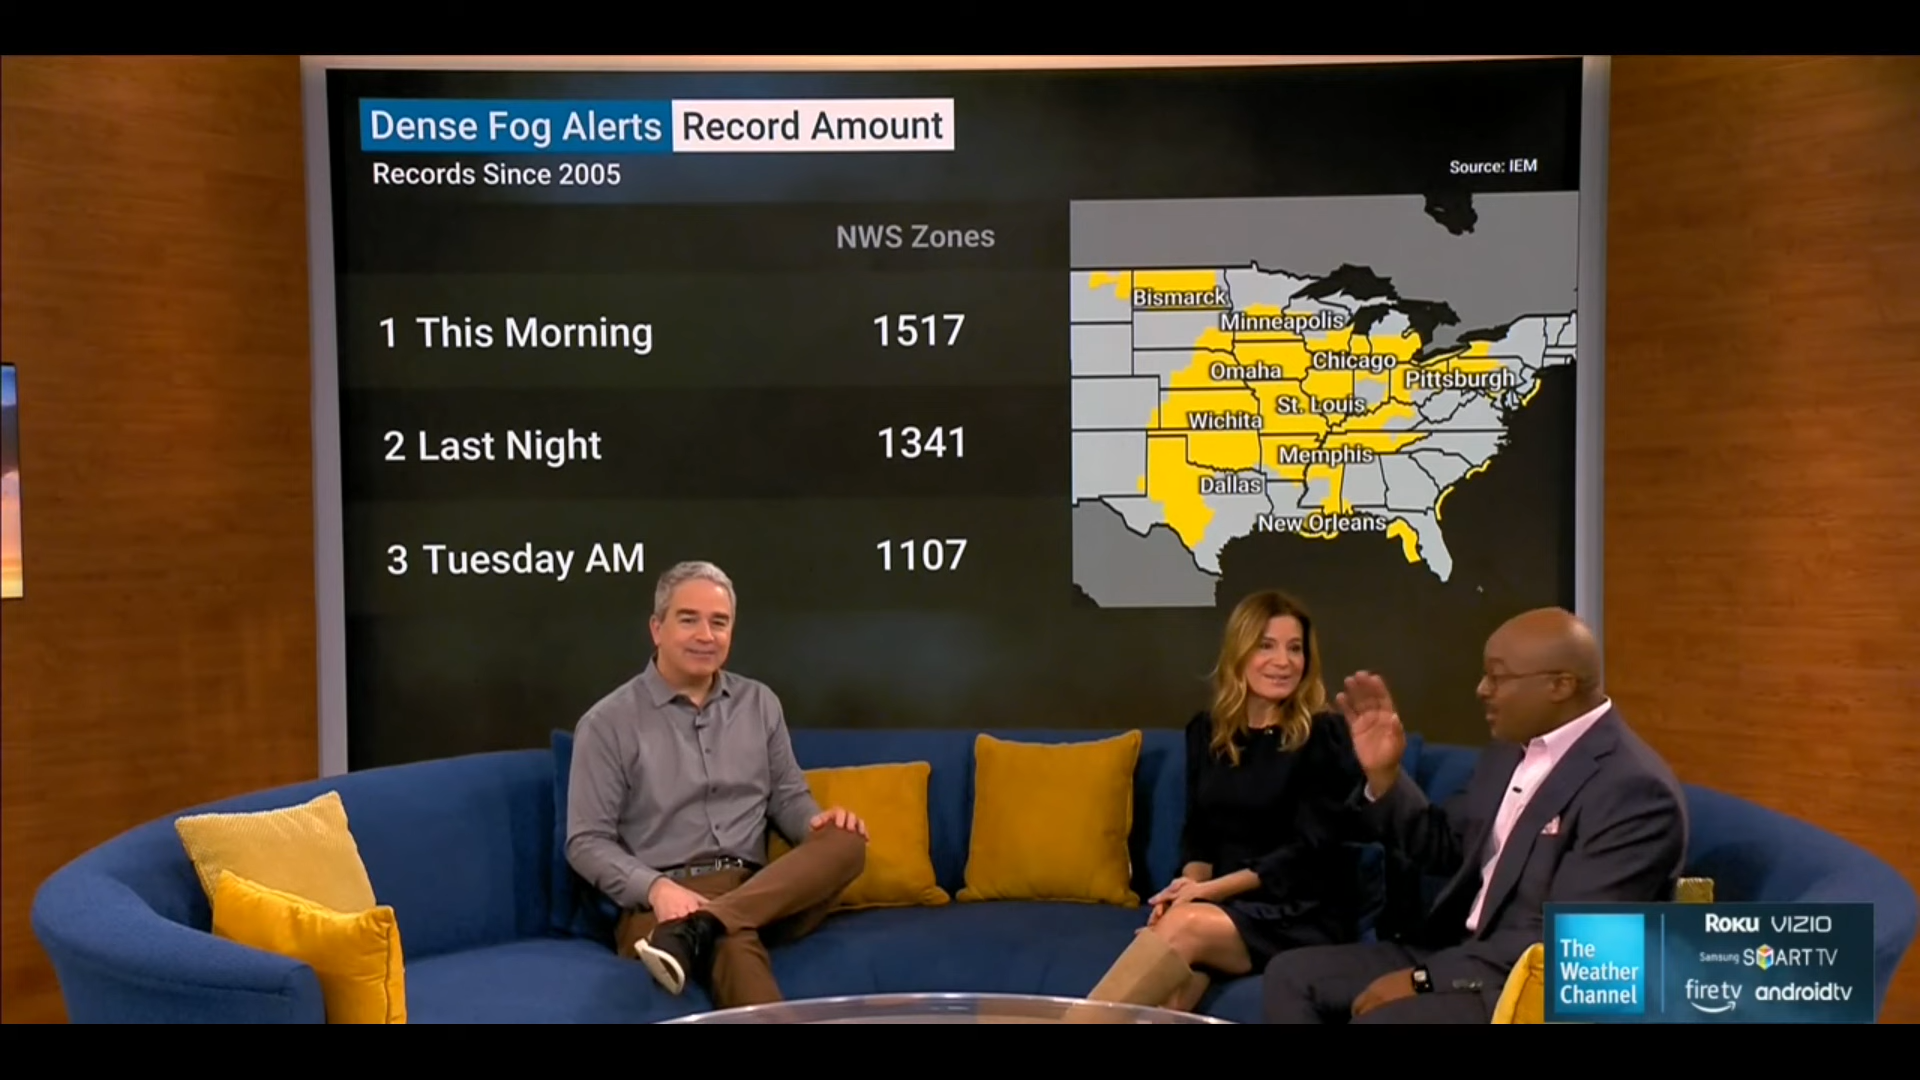 Dense Fog Alerts Record Amount
Records Since 2005
Source: IEM
NWS Zones
1 This Morning 1517
2 Last Night 1341
3 Tuesday AM 1107
Bismarck
Minneapolis
Chicago
Omaha
Pittsburgh
St. Louis
Wichita
Memphis
Dallas
New Orleans
The
Weather
Channel
ROKU VIZIO
Samsung SMART TV
firetv androidtv